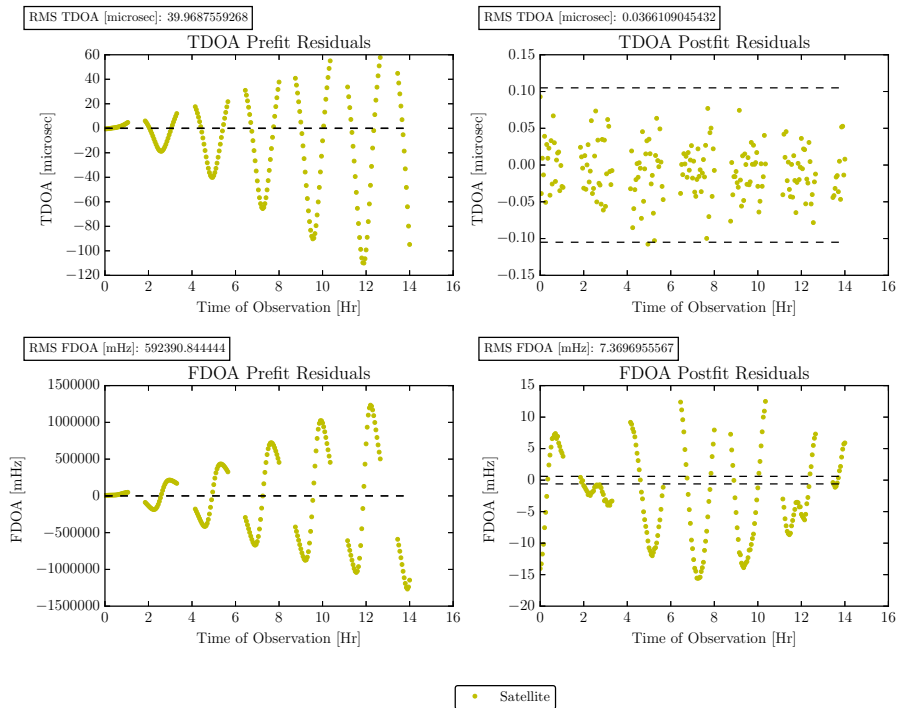 RMS TDOA [microsec]: 39.9687559268
TDOA Prefit Residuals
60
40
20
0
−20
−40
−60
−80
−100
−120
TDOA [microsec]
0 2 4 6 8 10 12 14 16
Time of Observation [Hr]
RMS TDOA [microsec]: 0.0366109045432
TDOA Postfit Residuals
0.15
0.10
0.05
0.00
−0.05
−0.10
−0.15
TDOA [microsec]
0 2 4 6 8 10 12 14 16
Time of Observation [Hr]
RMS FDOA [mHz]: 592390.844444
FDOA Prefit Residuals
1500000
1000000
500000
0
−500000
−1000000
−1500000
FDOA [mHz]
0 2 4 6 8 10 12 14 16
Time of Observation [Hr]
RMS FDOA [mHz]: 7.3696955567
FDOA Postfit Residuals
15
10
5
0
−5
−10
−15
−20
FDOA [mHz]
0 2 4 6 8 10 12 14 16
Time of Observation [Hr]
Satellite